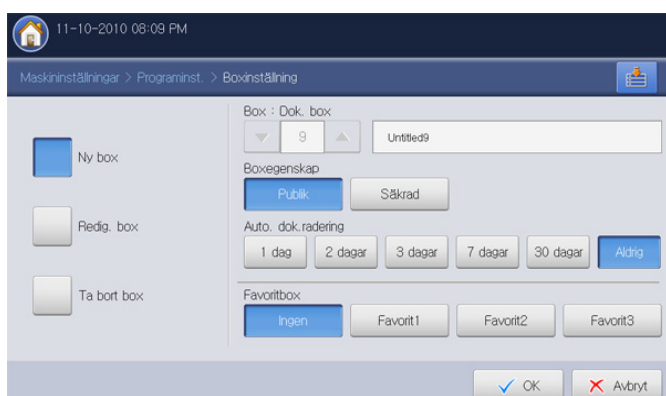 11-10-2010 08:09 PM
Maskininställningar > Programinst. > Boxinställning
Ny box
Redig. box
Ta bort box
Box : Dok. box
9 Untitled9
Boxegenskap
Publik Säkrad
Auto. dok.radering
1 dag 2 dagar 3 dagar 7 dagar 30 dagar Aldrig
Favoritbox
Ingen Favorit1 Favorit2 Favorit3
OK Avbryt